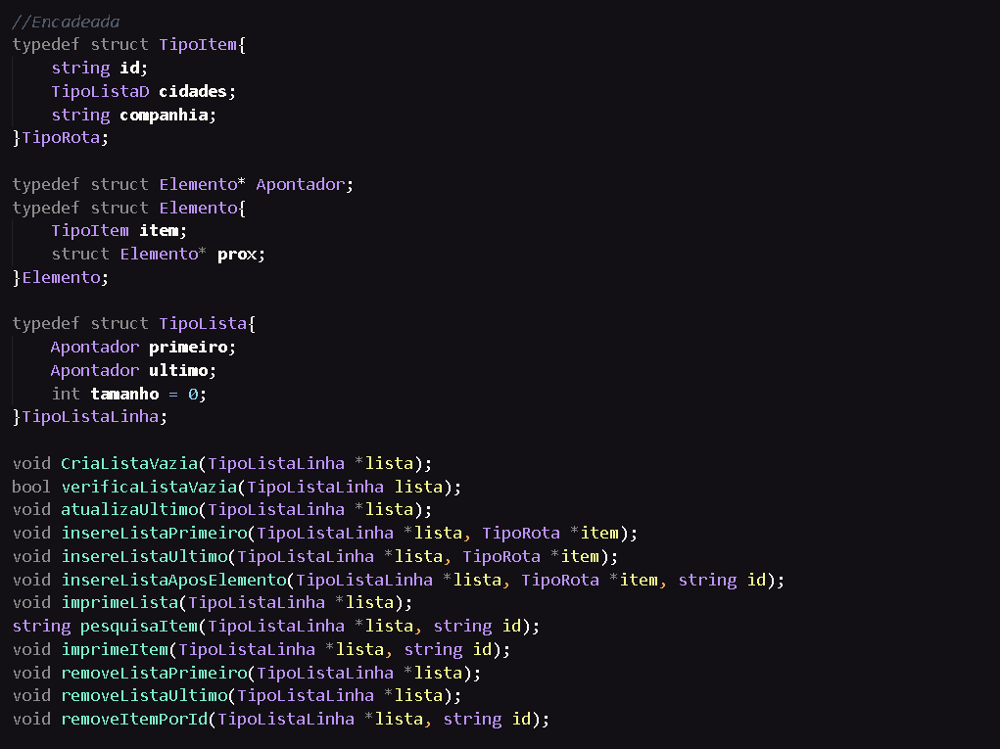 //Encadeada
typedef struct TipoItem{
    string id;
    TipoListaD cidades;
    string companhia;
}TipoRota;

typedef struct Elemento* Apontador;
typedef struct Elemento{
    TipoItem item;
    struct Elemento* prox;
}Elemento;

typedef struct TipoLista{
    Apontador primeiro;
    Apontador ultimo;
    int tamanho = 0;
}TipoListaLinha;

void CriaListaVazia(TipoListaLinha *lista);
bool verificaListaVazia(TipoListaLinha lista);
void atualizaUltimo(TipoListaLinha *lista);
void insereListaPrimeiro(TipoListaLinha *lista, TipoRota *item);
void insereListaUltimo(TipoListaLinha *lista, TipoRota *item);
void insereListaAposElemento(TipoListaLinha *lista, TipoRota *item, string id);
void imprimeLista(TipoListaLinha *lista);
string pesquisaItem(TipoListaLinha *lista, string id);
void imprimeItem(TipoListaLinha *lista, string id);
void removeListaPrimeiro(TipoListaLinha *lista);
void removeListaUltimo(TipoListaLinha *lista);
void removeItemPorId(TipoListaLinha *lista, string id);